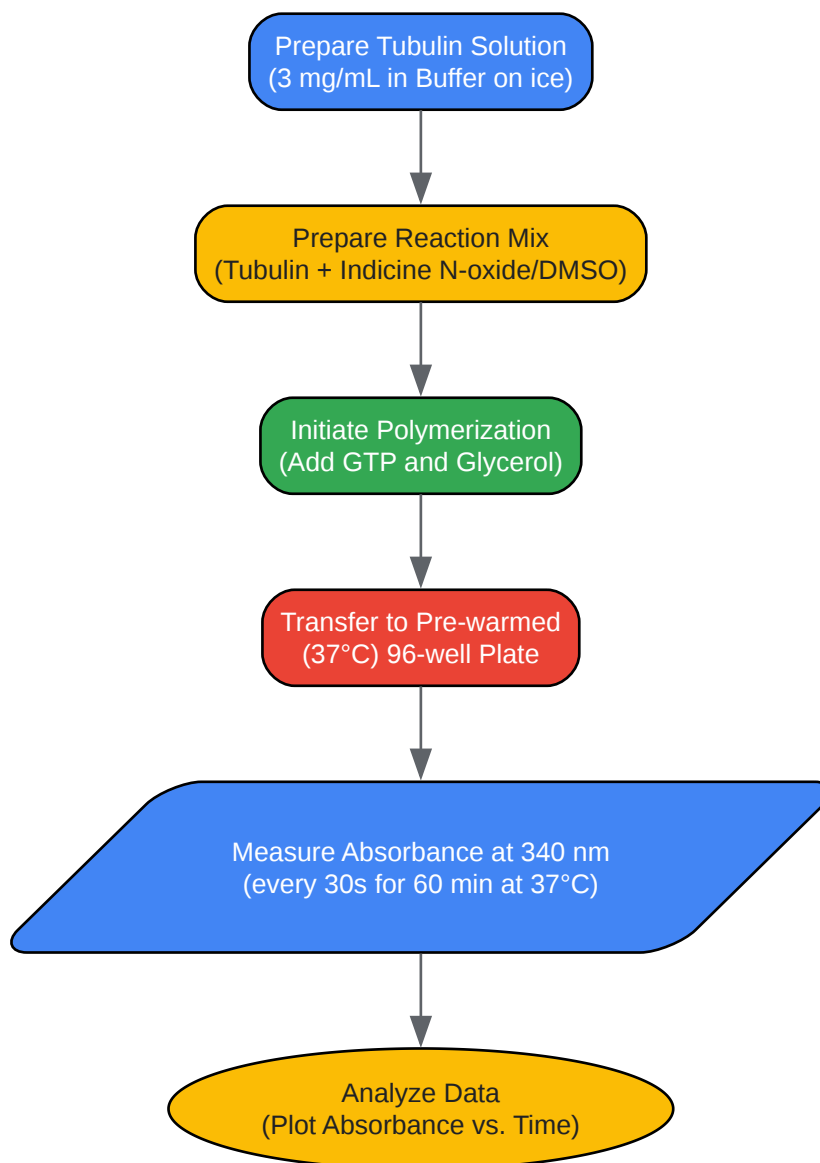 Prepare Tubulin Solution
(3 mg/mL in Buffer on ice)
Prepare Reaction Mix
(Tubulin + Indicine N-oxide/DMSO)
Initiate Polymerization
(Add GTP and Glycerol)
Transfer to Pre-warmed
(37°C) 96-well Plate
Measure Absorbance at 340 nm
(every 30s for 60 min at 37°C)
Analyze Data
(Plot Absorbance vs. Time)